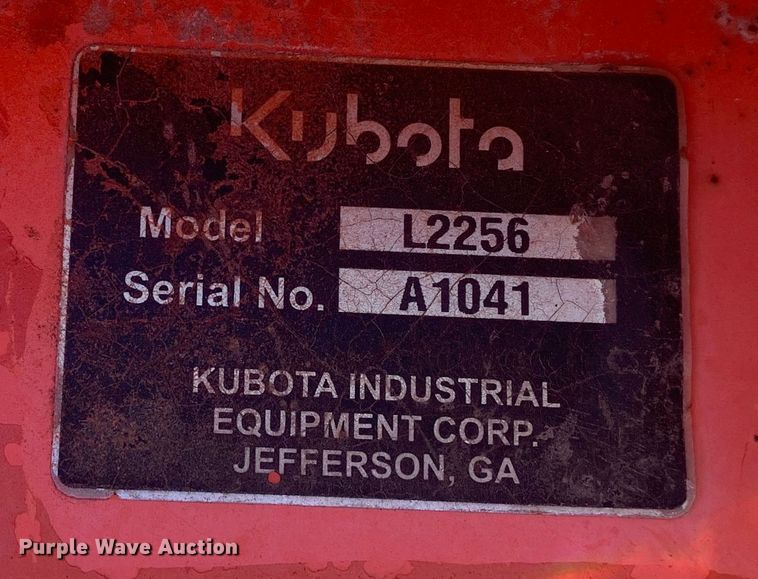 Kubota
Model L2256
Serial No. A1041
KUBOTA INDUSTRIAL
EQUIPMENT CORP.
JEFFERSON, GA
Purple Wave Auction